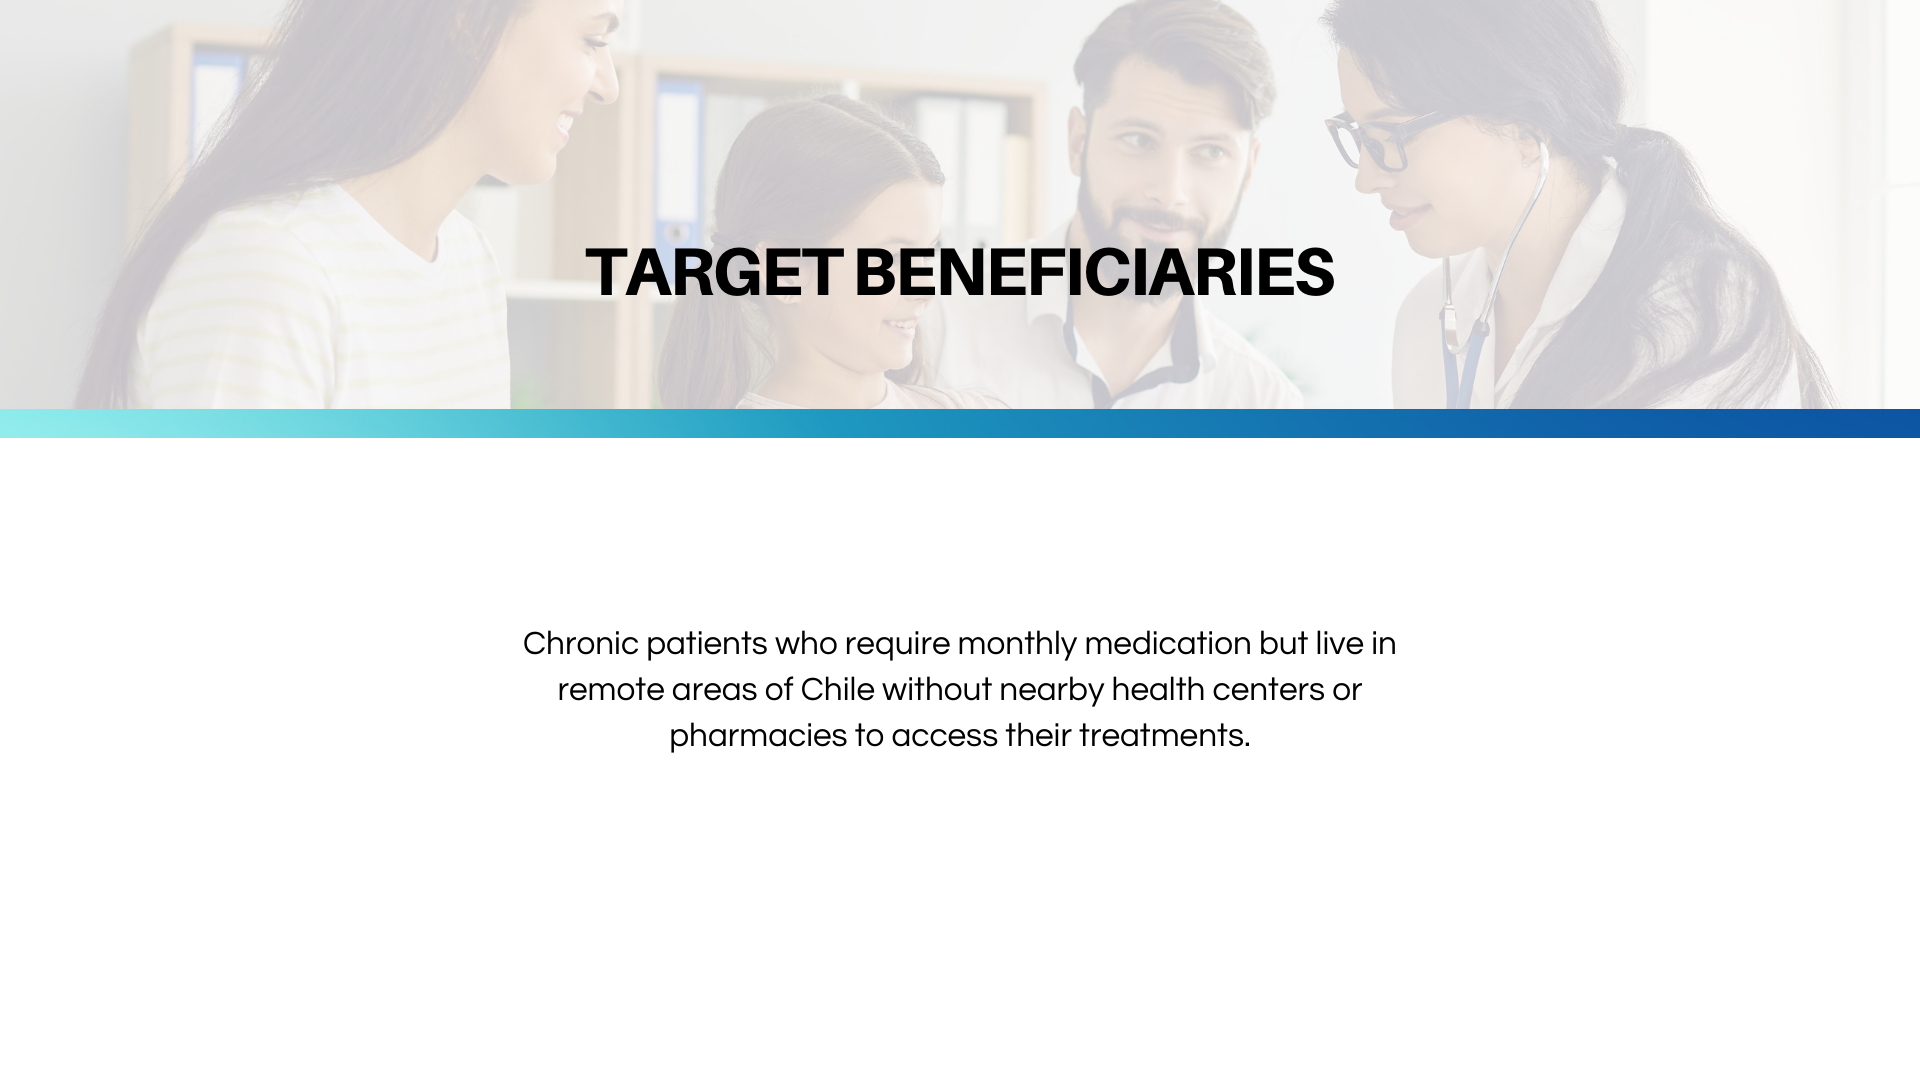 TARGET BENEFICIARIES
Chronic patients who require monthly medication but live in
remote areas of Chile without nearby health centers or
pharmacies to access their treatments.